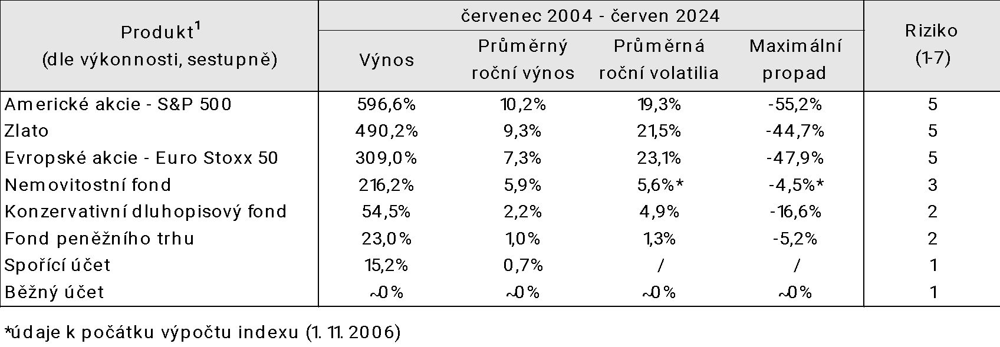 Produkt¹
(dle výkonnosti, sestupně)
červenec 2004 - červen 2024
Výnos
Průměrný
roční výnos
Průměrná
roční volatilia
Maximální
propad
Riziko
(1-7)
Americké akcie - S&P 500 596,6% 10,2% 19,3% -55,2% 5
Zlato 490,2% 9,3% 21,5% -44,7% 5
Evropské akcie - Euro Stoxx 50 309,0% 7,3% 23,1% -47,9% 5
Nemovitostní fond 216,2% 5,9% 5,6%* -4,5%* 3
Konzervativní dluhopisový fond 54,5% 2,2% 4,9% -16,6% 2
Fond peněžního trhu 23,0% 1,0% 1,3% -5,2% 2
Spořící účet 15,2% 0,7% / / 1
Běžný účet ~0% ~0% ~0% ~0% 1
*údaje k počátku výpočtu indexu (1. 11. 2006)